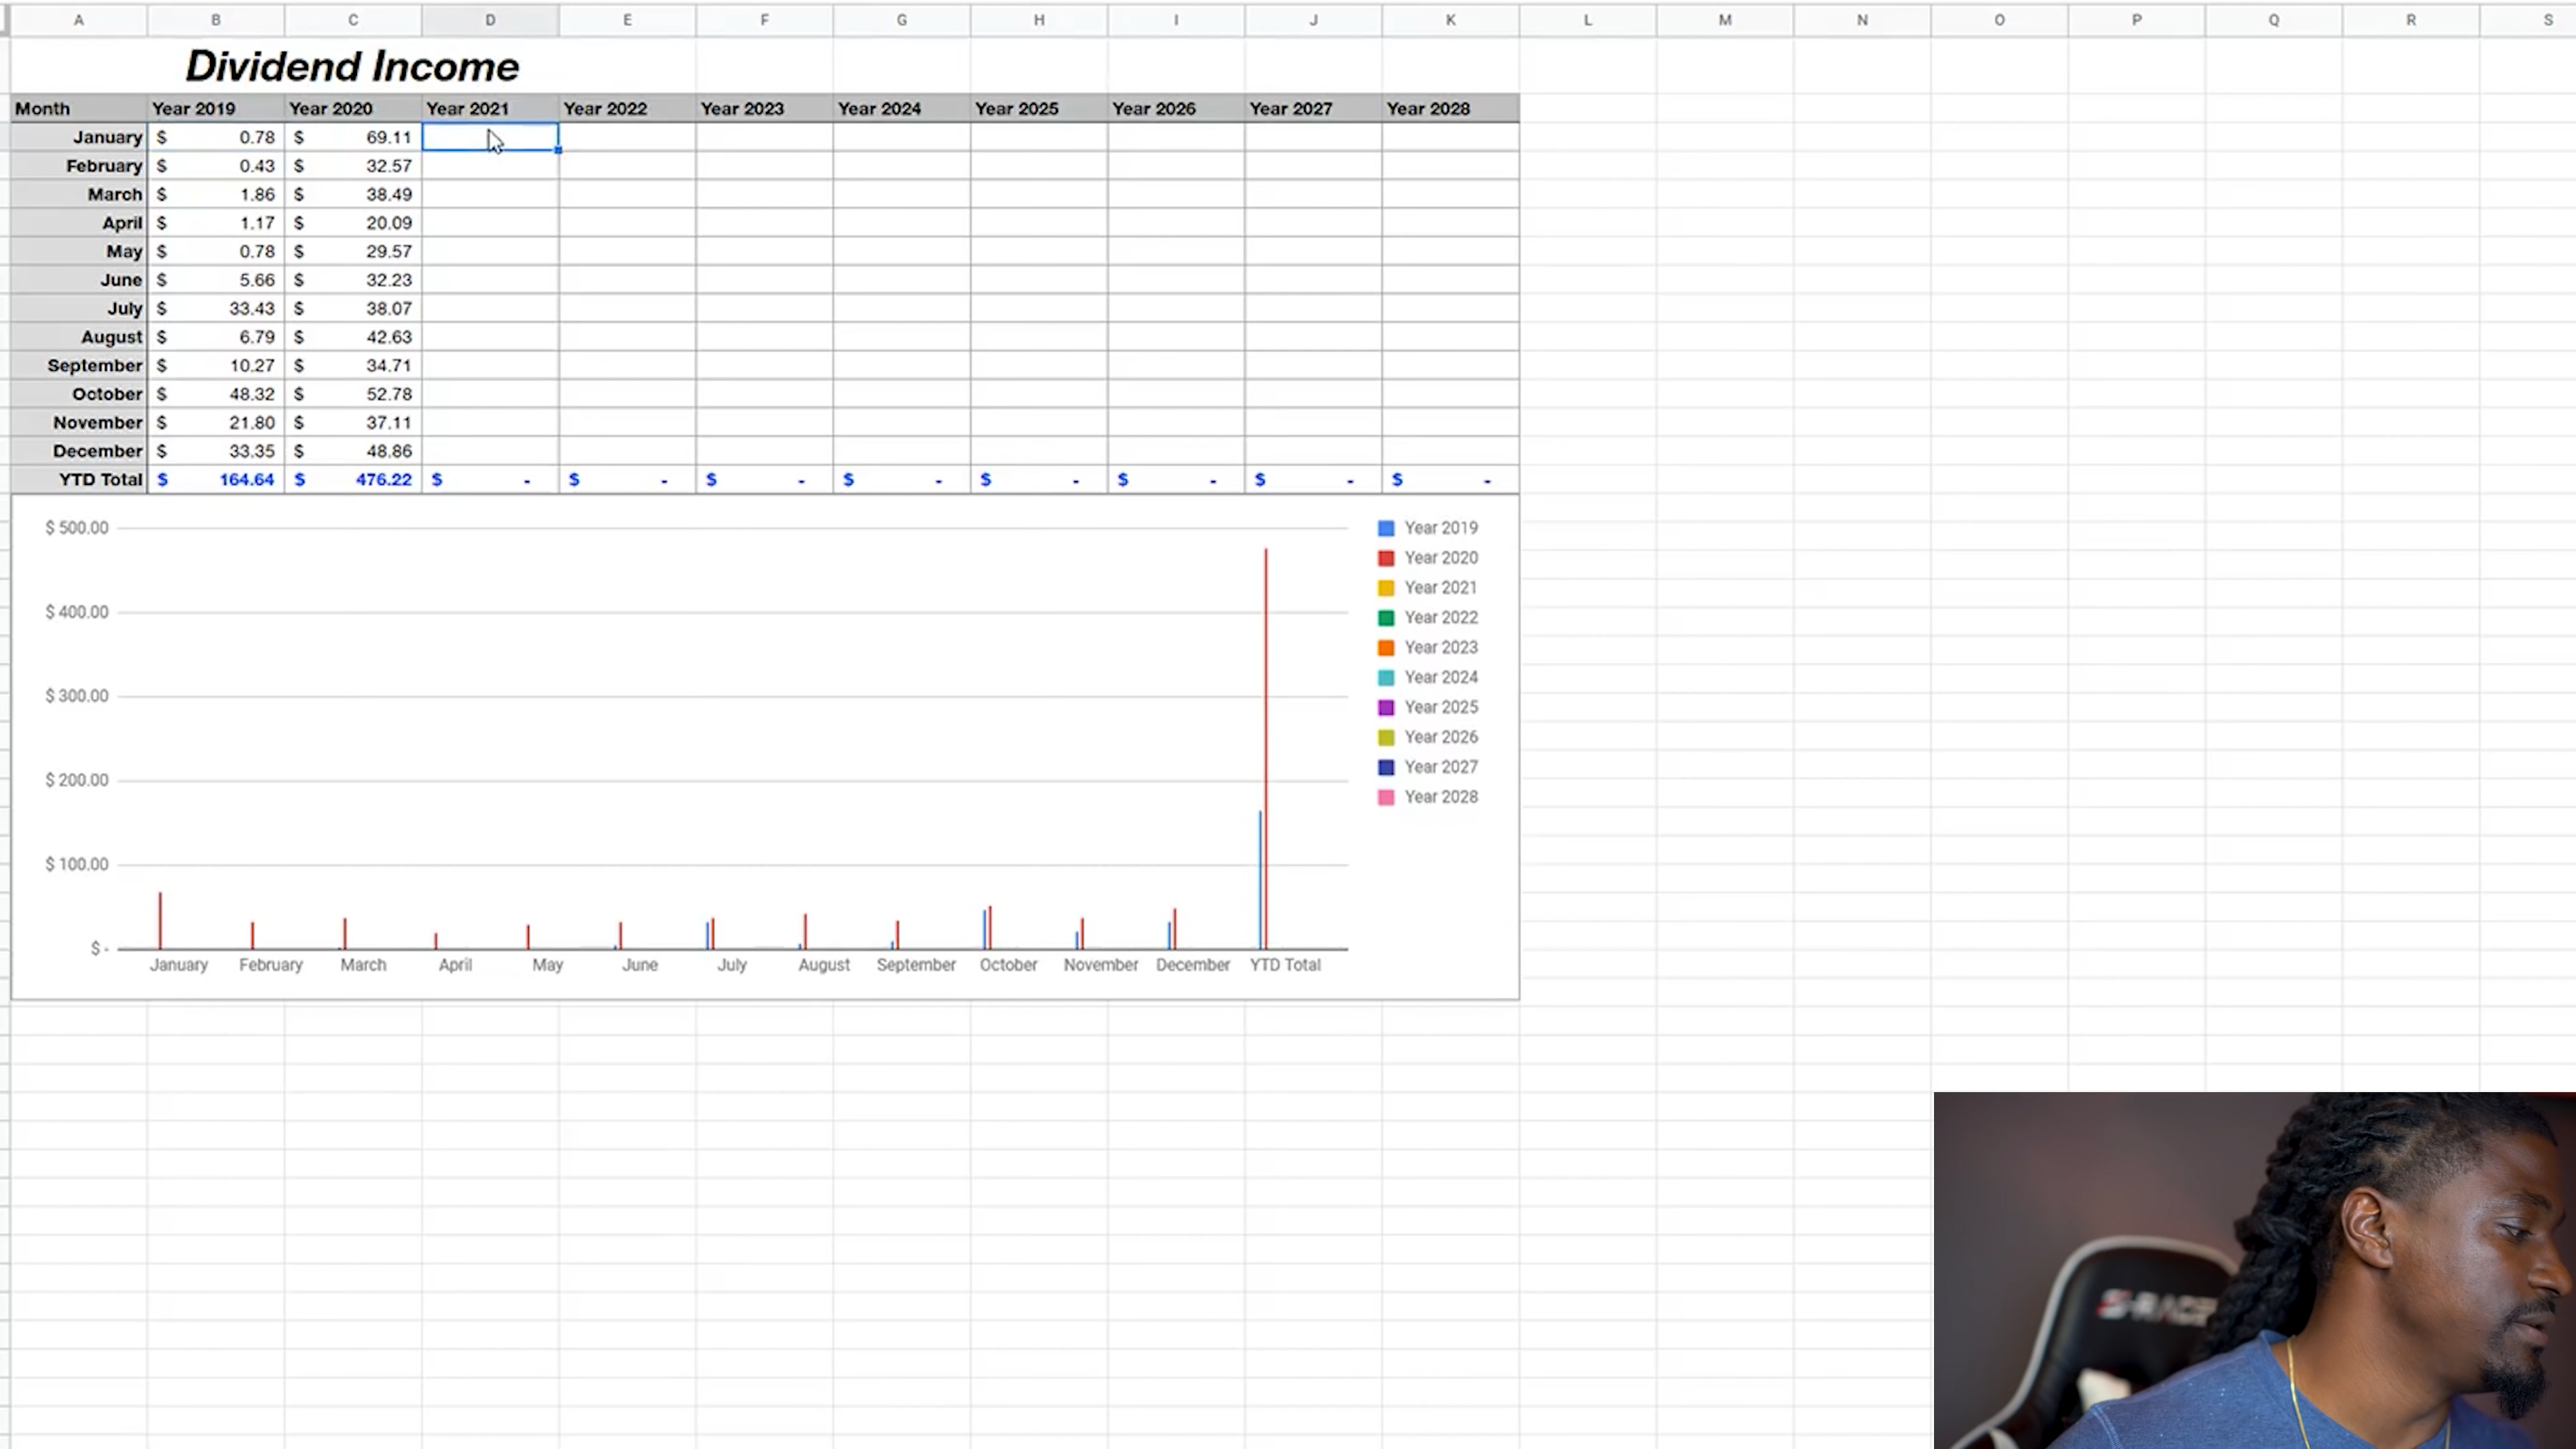 A B C D E F G H I J K L M N O P Q R S
Dividend Income
Month Year 2019 Year 2020 Year 2021 Year 2022 Year 2023 Year 2024 Year 2025 Year 2026 Year 2027 Year 2028
January $ 0.78 $ 69.11
February $ 0.43 $ 32.57
March $ 1.86 $ 38.49
April $ 1.17 $ 20.09
May $ 0.78 $ 29.57
June $ 5.66 $ 32.23
July $ 33.43 $ 38.07
August $ 6.79 $ 42.63
September $ 10.27 $ 34.71
October $ 48.32 $ 52.78
November $ 21.80 $ 37.11
December $ 33.35 $ 48.86
YTD Total $ 164.64 $ 476.22 $ - $ - $ - $ - $ - $ - $ - $ -
$ 500.00
$ 400.00
$ 300.00
$ 200.00
$ 100.00
$ -
January February March April May June July August September October November December YTD Total
Year 2019
Year 2020
Year 2021
Year 2022
Year 2023
Year 2024
Year 2025
Year 2026
Year 2027
Year 2028